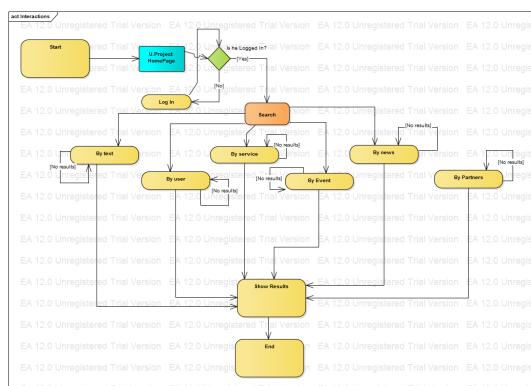 act Interactions
Start
U.Project
HomePage
Is he Logged In?
[Yes]
[No]
Log In
Search
By text
[No results]
By user
[No results]
By service
[No results]
By Event
[No results]
By news
[No results]
By Partners
[No results]
Show Results
End
EA 12.0 Unregistered Trial Version